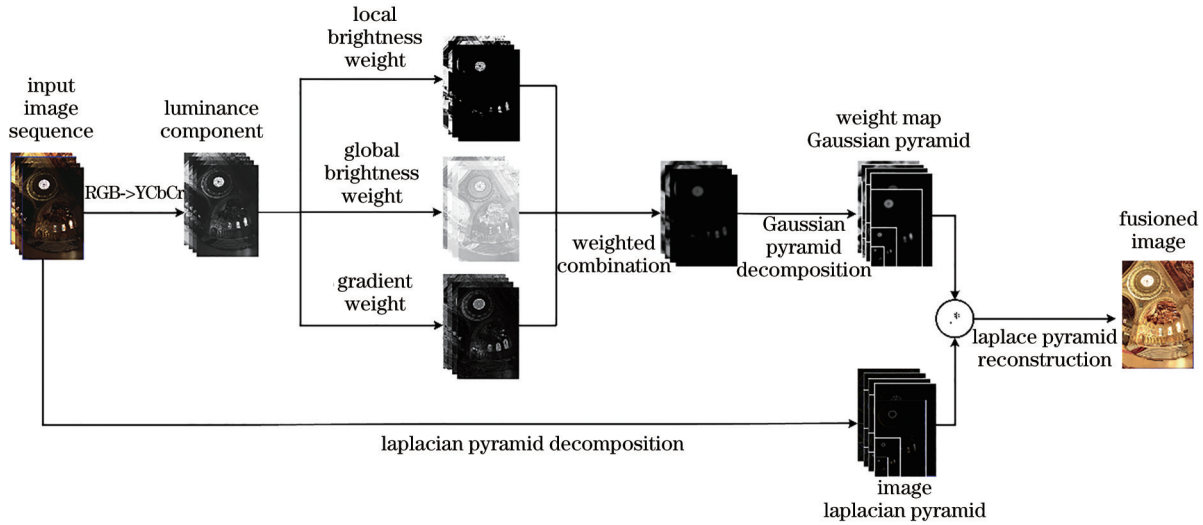 local
brightness
weight
input
image
sequence
luminance
component
RGB->YCbCr
global
brightness
weight
gradient
weight
weighted
combination
weight map
Gaussian pyramid
Gaussian
pyramid
decomposition
fusioned
image
.*
laplace pyramid
reconstruction
laplacian pyramid decomposition
image
laplacian pyramid